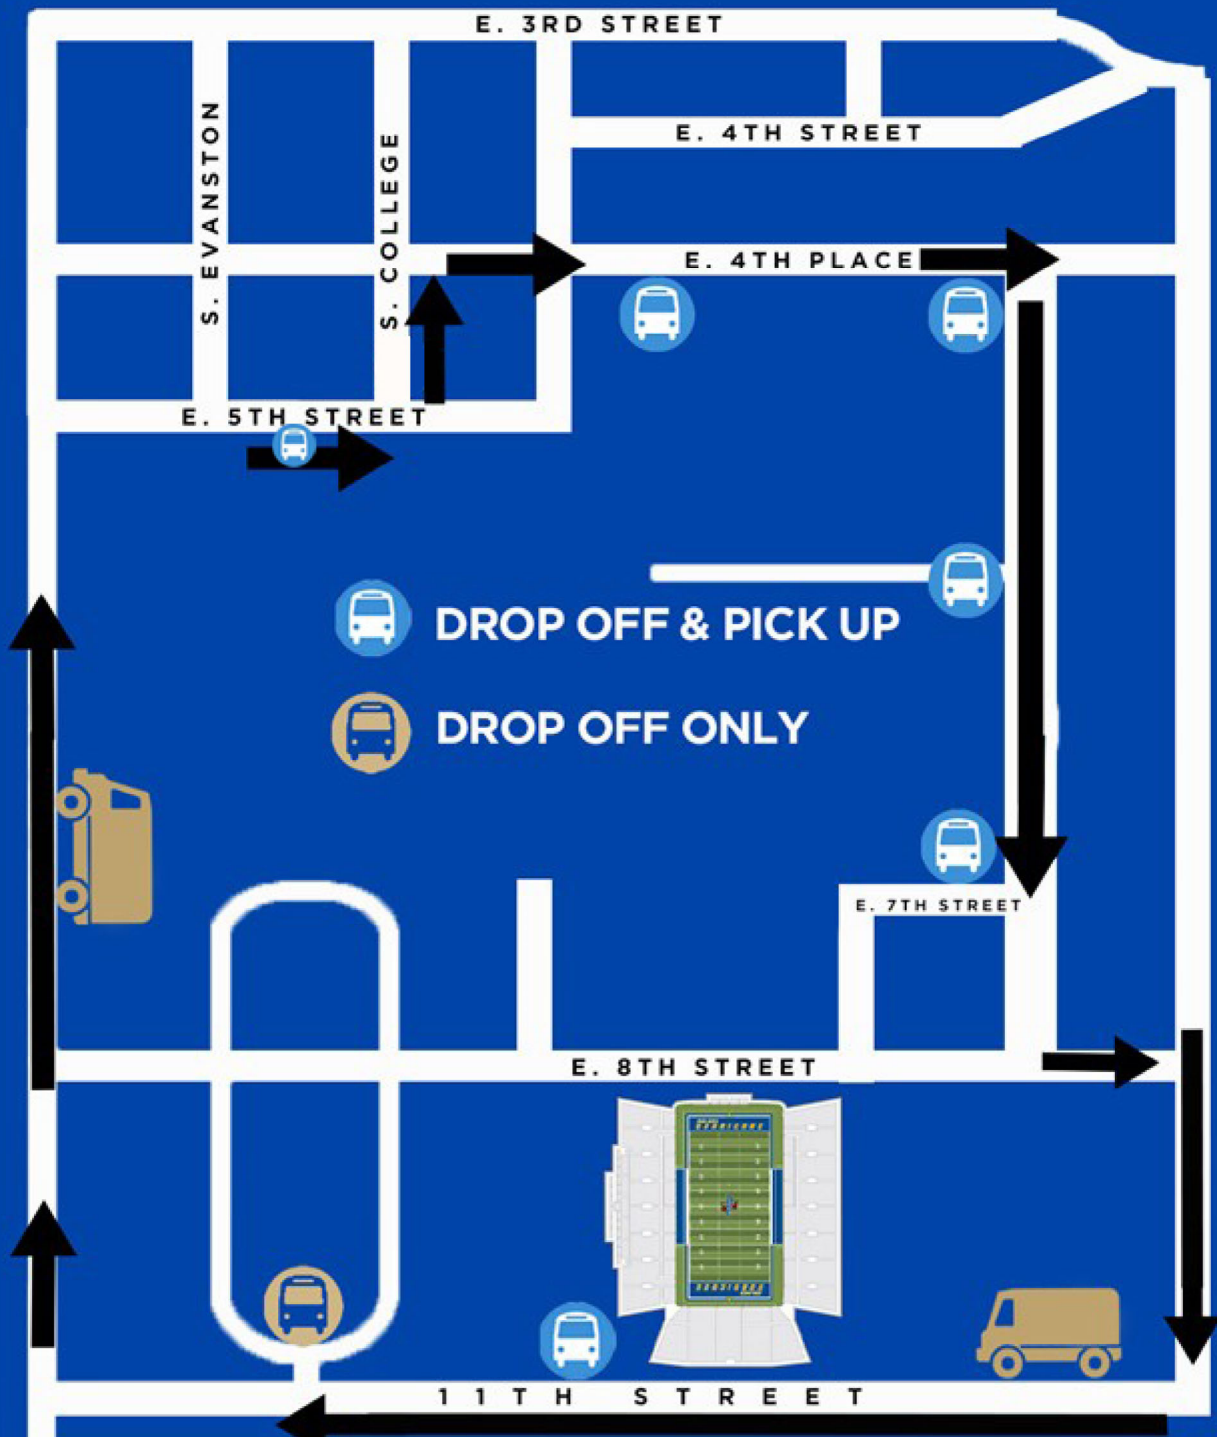 E. 3RD STREET
E. 4TH STREET
S. EVANSTON
S. COLLEGE
E. 4TH PLACE
E. 5TH STREET
DROP OFF & PICK UP
DROP OFF ONLY
E. 7TH STREET
E. 8TH STREET
11TH STREET